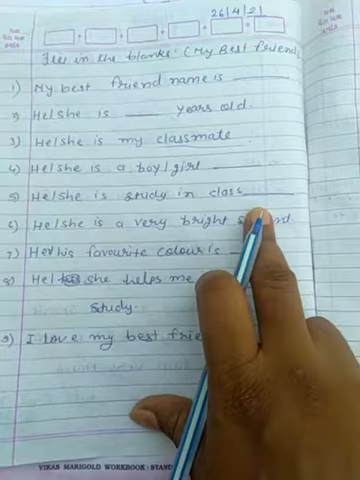 26/4/21
Fill in the blanks: (My Best Friend)
1) My best friend name is
2) He/she is years old.
3) He/she is my classmate
4) He/she is a boy/girl
5) He/she is study in class
6) He/she is a very bright
7) Her/his favourite colour is
8) He/ she helps me
study.
9) I love my best
VIKAS MARIGOLD WORKBOOK: STAND